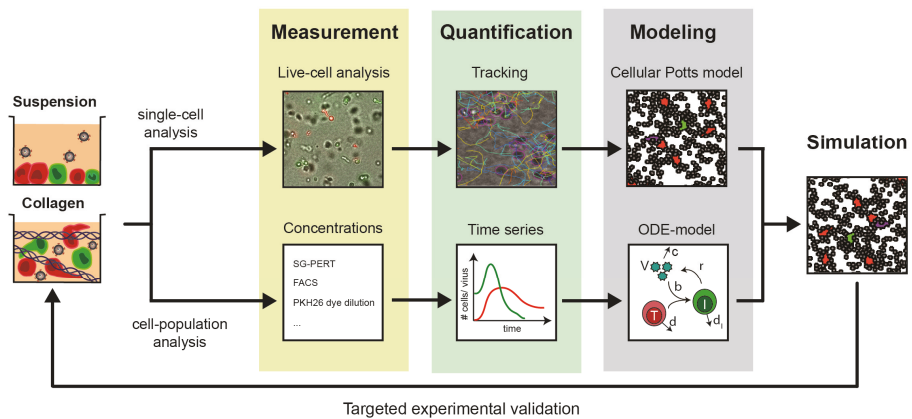 Measurement
Quantification
Modeling
Live-cell analysis
Tracking
Cellular Potts model
Suspension
single-cell
analysis
Simulation
Collagen
Concentrations
Time series
ODE-model
SG-PERT
FACS
PKH26 dye dilution
...
# cells/ virus
time
V
c
r
b
T
I
d
d_I
cell-population
analysis
Targeted experimental validation